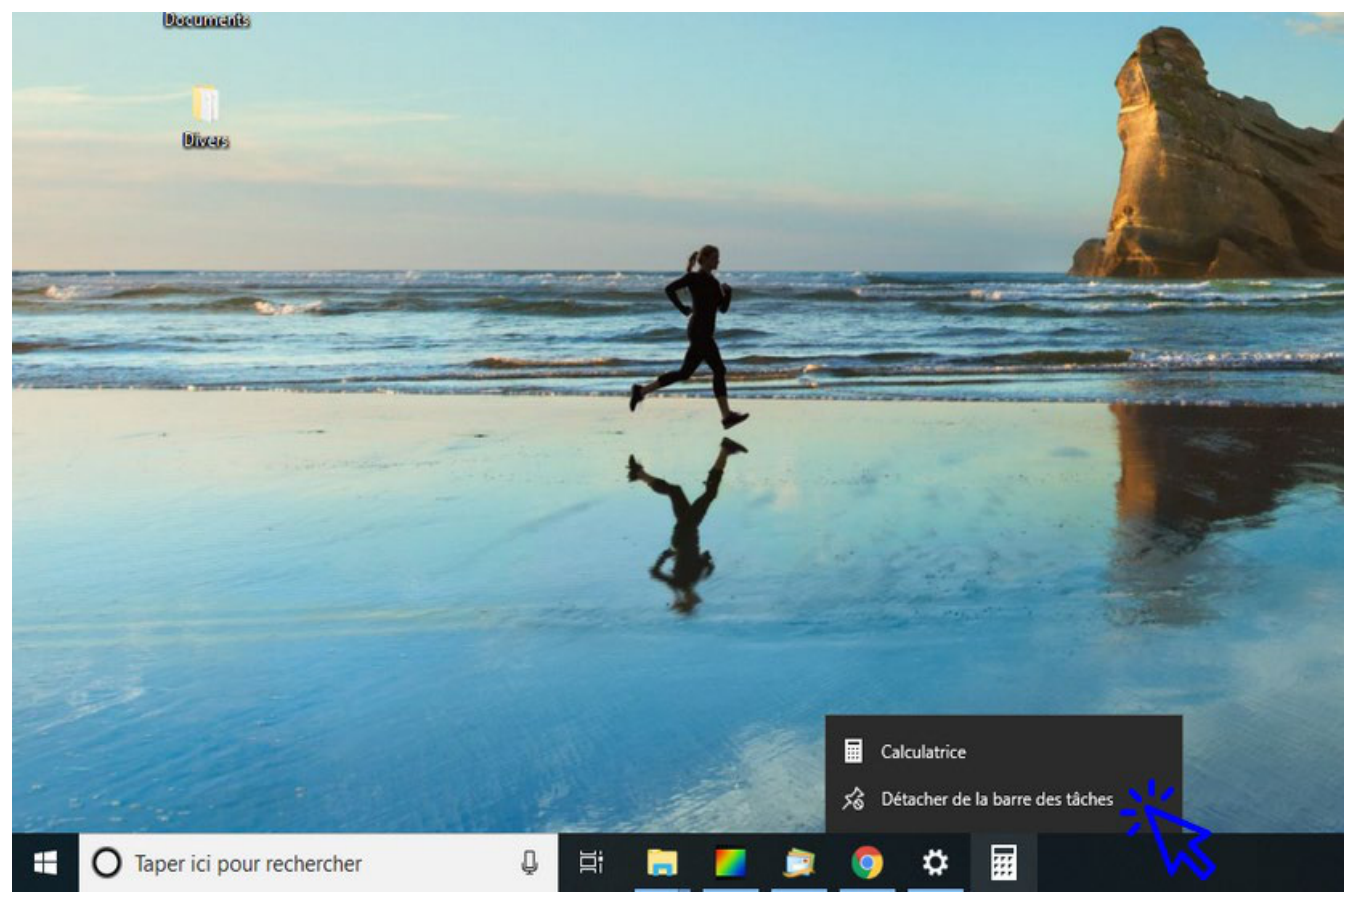 Documents
Divers
Calculatrice
Détacher de la barre des tâches
Taper ici pour rechercher